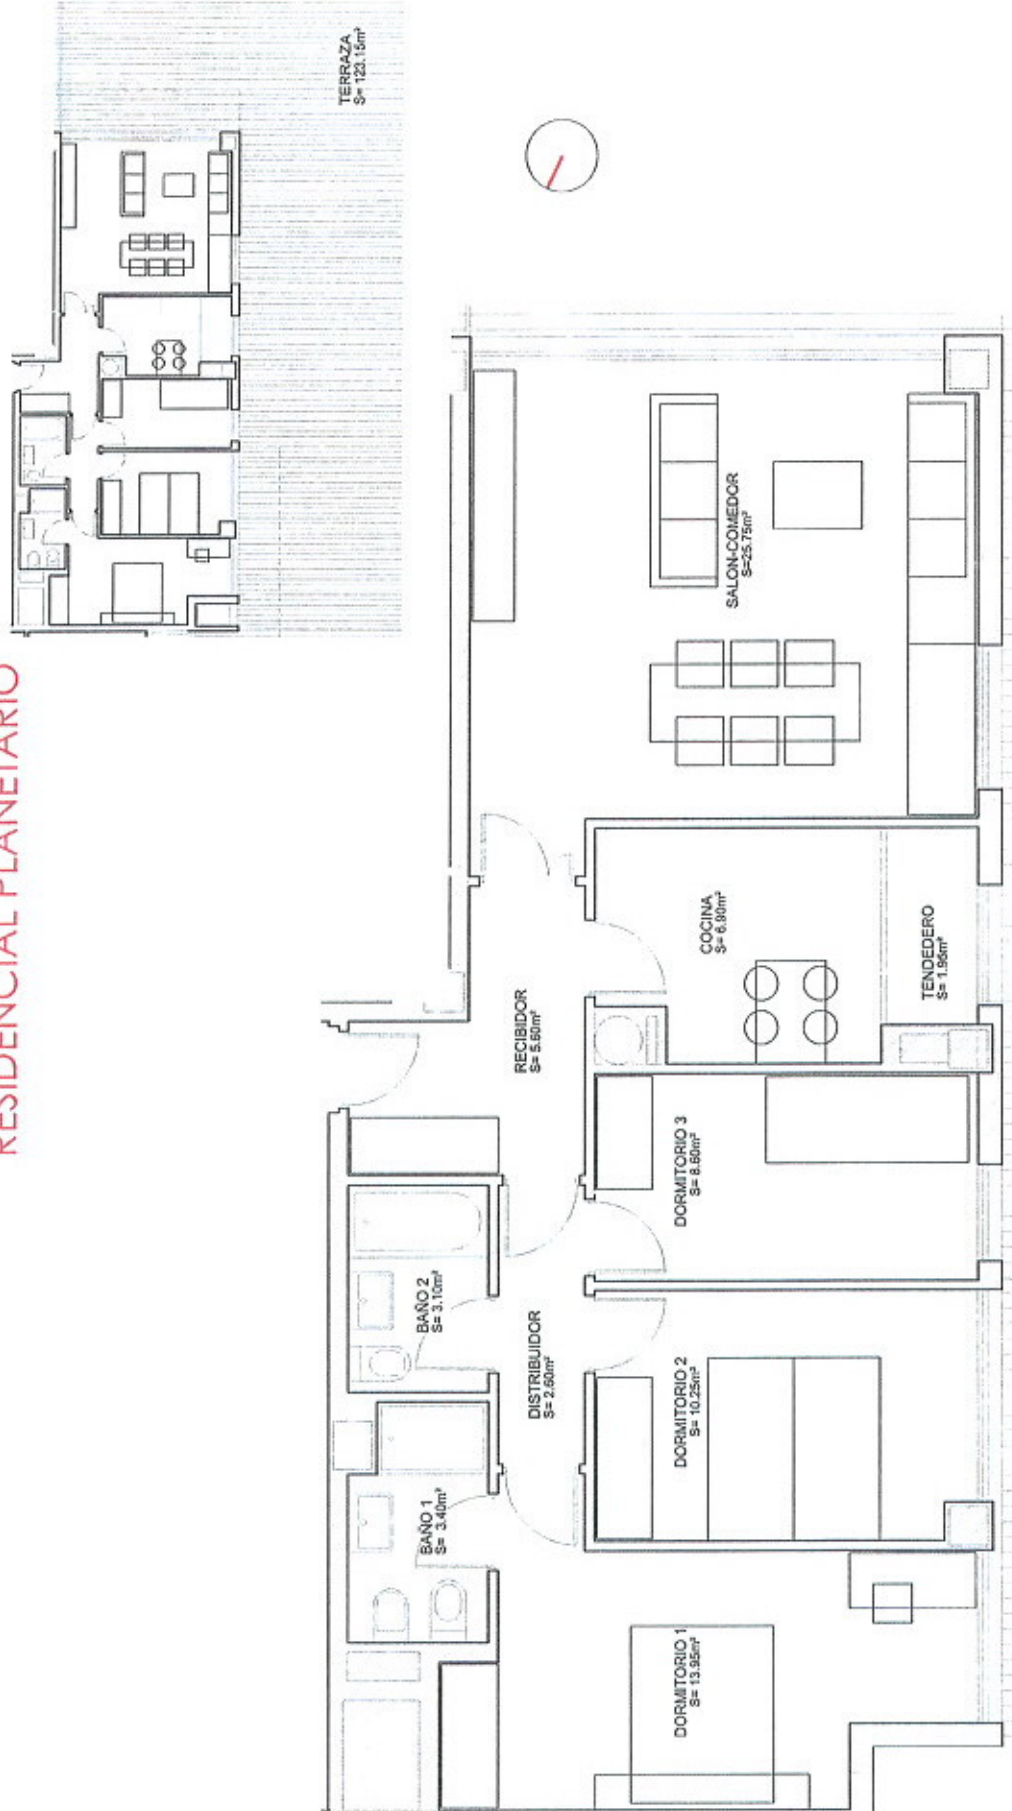 RESIDENCIAL PLANETARIO
TERRAZA
S= 123.15m²
SALON-COMEDOR
S=25.75m²
COCINA
S= 6.90m²
TENDEDERO
S= 1.95m²
RECIBIDOR
S= 5.60m²
DORMITORIO 3
S= 8.60m²
BAÑO 2
S= 3.10m²
DISTRIBUIDOR
S= 2.60m²
DORMITORIO 2
S= 10.25m²
BAÑO 1
S= 3.40m²
DORMITORIO 1
S= 13.95m²